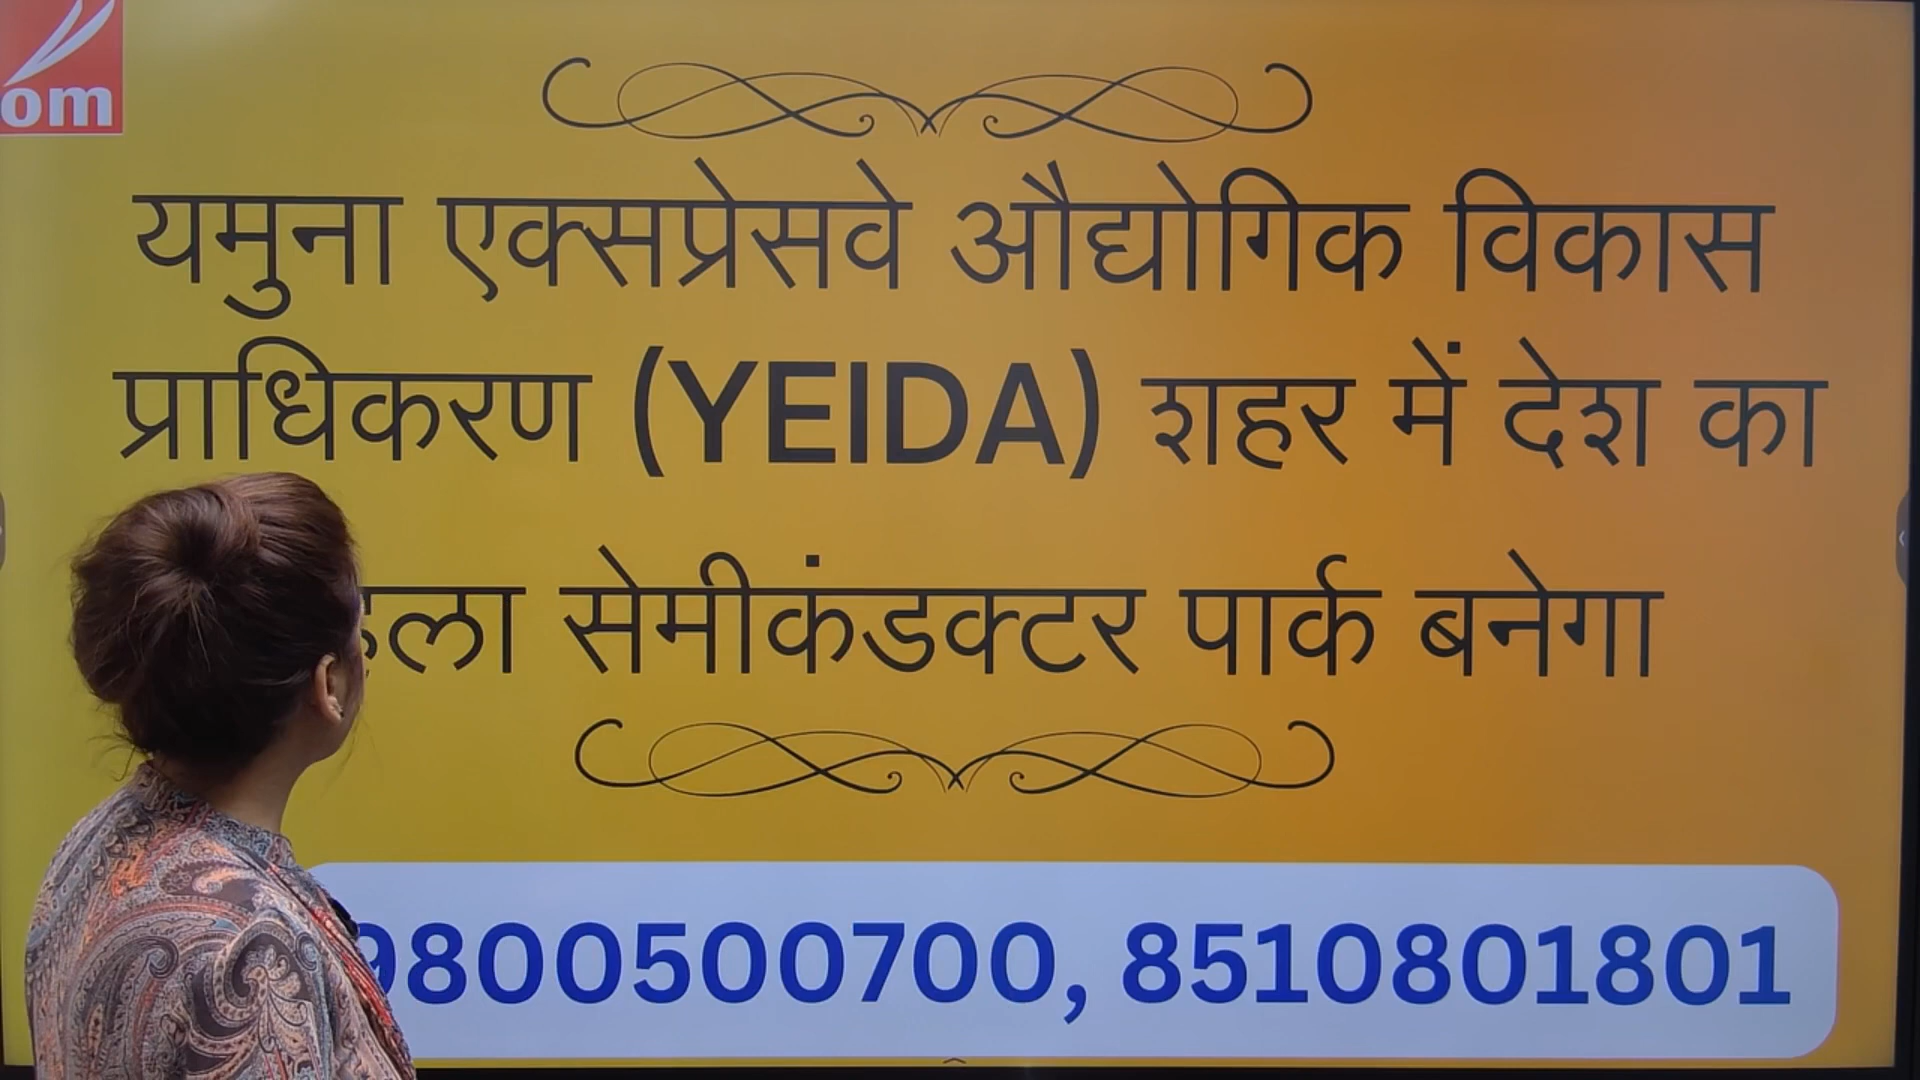 om
यमुना एक्सप्रेसवे औद्योगिक विकास
प्राधिकरण (YEIDA) शहर में देश का
सेमीकंडक्टर पार्क बनेगा
9800500700, 8510801801